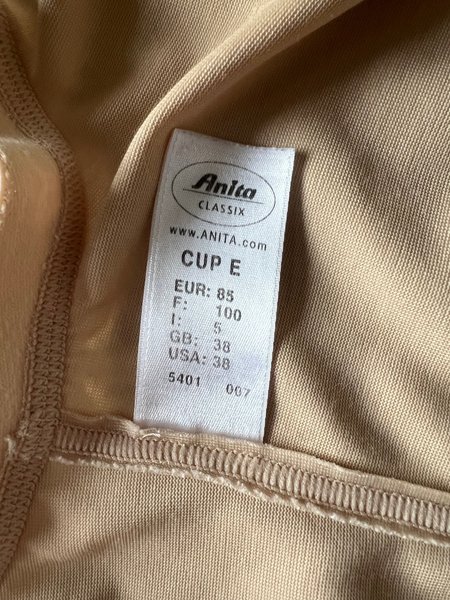 Anita
CLASSIX
www.ANITA.com
CUP E
EUR: 85
F: 100
I: 5
GB: 38
USA: 38
5401 007